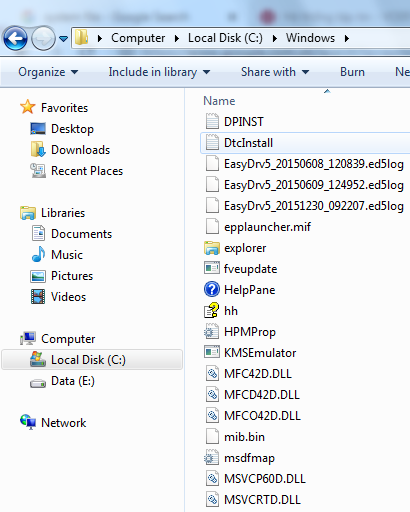 Computer Local Disk (C:) Windows
Organize Include in library Share with Burn Ne
Favorites
Desktop
Downloads
Recent Places
Libraries
Documents
Music
Pictures
Videos
Computer
Local Disk (C:)
Data (E:)
Network
Name
DPINST
DtcInstall
EasyDrv5_20150608_120839.ed5log
EasyDrv5_20150609_124952.ed5log
EasyDrv5_20151230_092207.ed5log
epplauncher.mif
explorer
fveupdate
HelpPane
hh
HPMProp
KMSEmulator
MFC42D.DLL
MFCD42D.DLL
MFCO42D.DLL
mib.bin
msdfmap
MSVCP60D.DLL
MSVCRTD.DLL